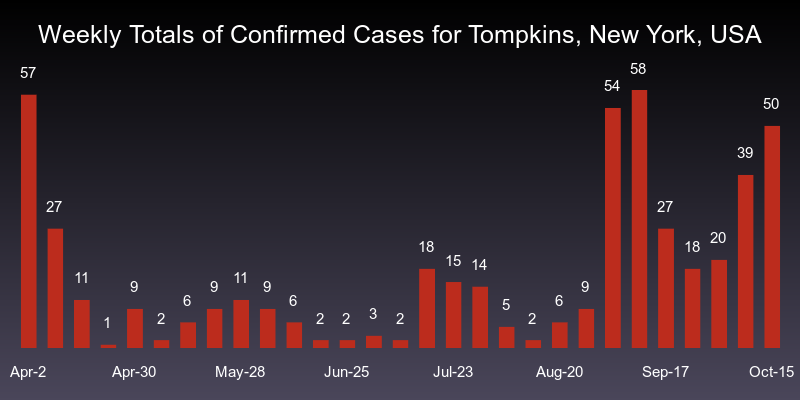 Weekly Totals of Confirmed Cases for Tompkins, New York, USA
57 27 11 1 9 2 6 9 11 9 6 2 2 3 2 18 15 14 5 2 6 9 54 58 27 18 20 39 50
Apr-2 Apr-30 May-28 Jun-25 Jul-23 Aug-20 Sep-17 Oct-15